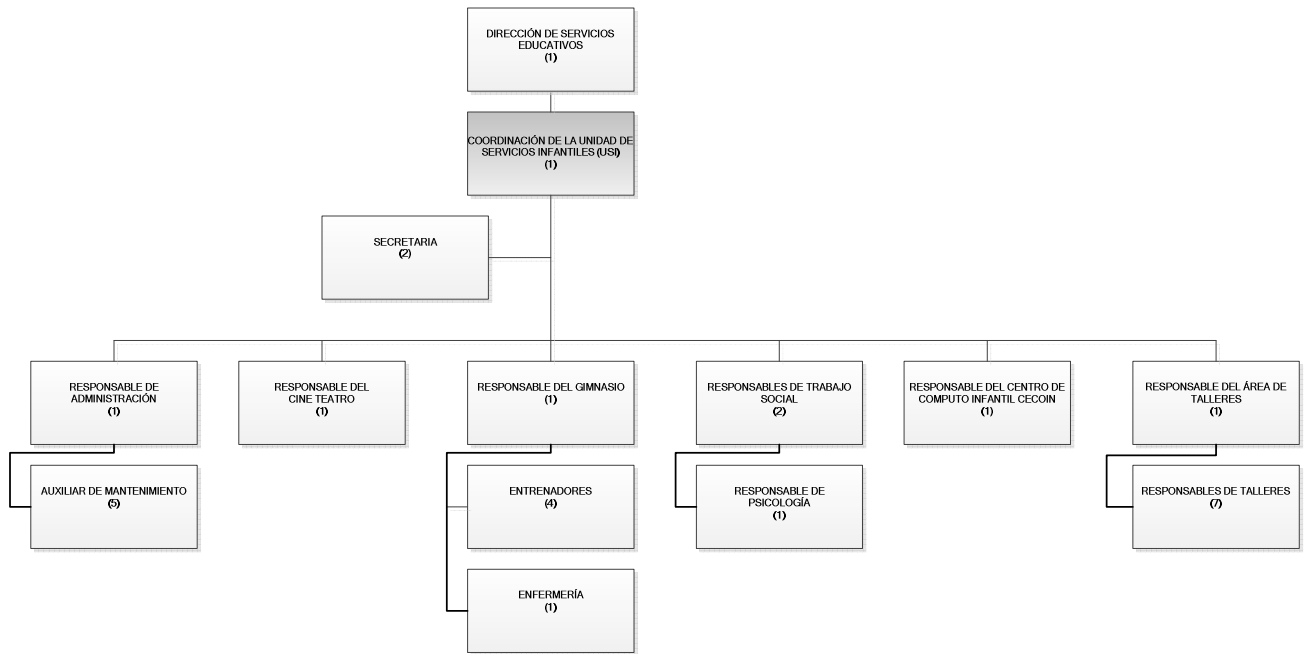 DIRECCIÓN DE SERVICIOS
EDUCATIVOS
(1)
COORDINACIÓN DE LA UNIDAD DE
SERVICIOS INFANTILES (USI)
(1)
SECRETARIA
(2)
RESPONSABLE DE
ADMINISTRACIÓN
(1)
RESPONSABLE DEL
CINE TEATRO
(1)
RESPONSABLE DEL GIMNASIO
(1)
RESPONSABLES DE TRABAJO
SOCIAL
(2)
RESPONSABLE DEL CENTRO DE
COMPUTO INFANTIL CECOIN
(1)
RESPONSABLE DEL ÁREA DE
TALLERES
(1)
AUXILIAR DE MANTENIMIENTO
(5)
ENTRENADORES
(4)
RESPONSABLE DE
PSICOLOGÍA
(1)
RESPONSABLES DE TALLERES
(7)
ENFERMERÍA
(1)